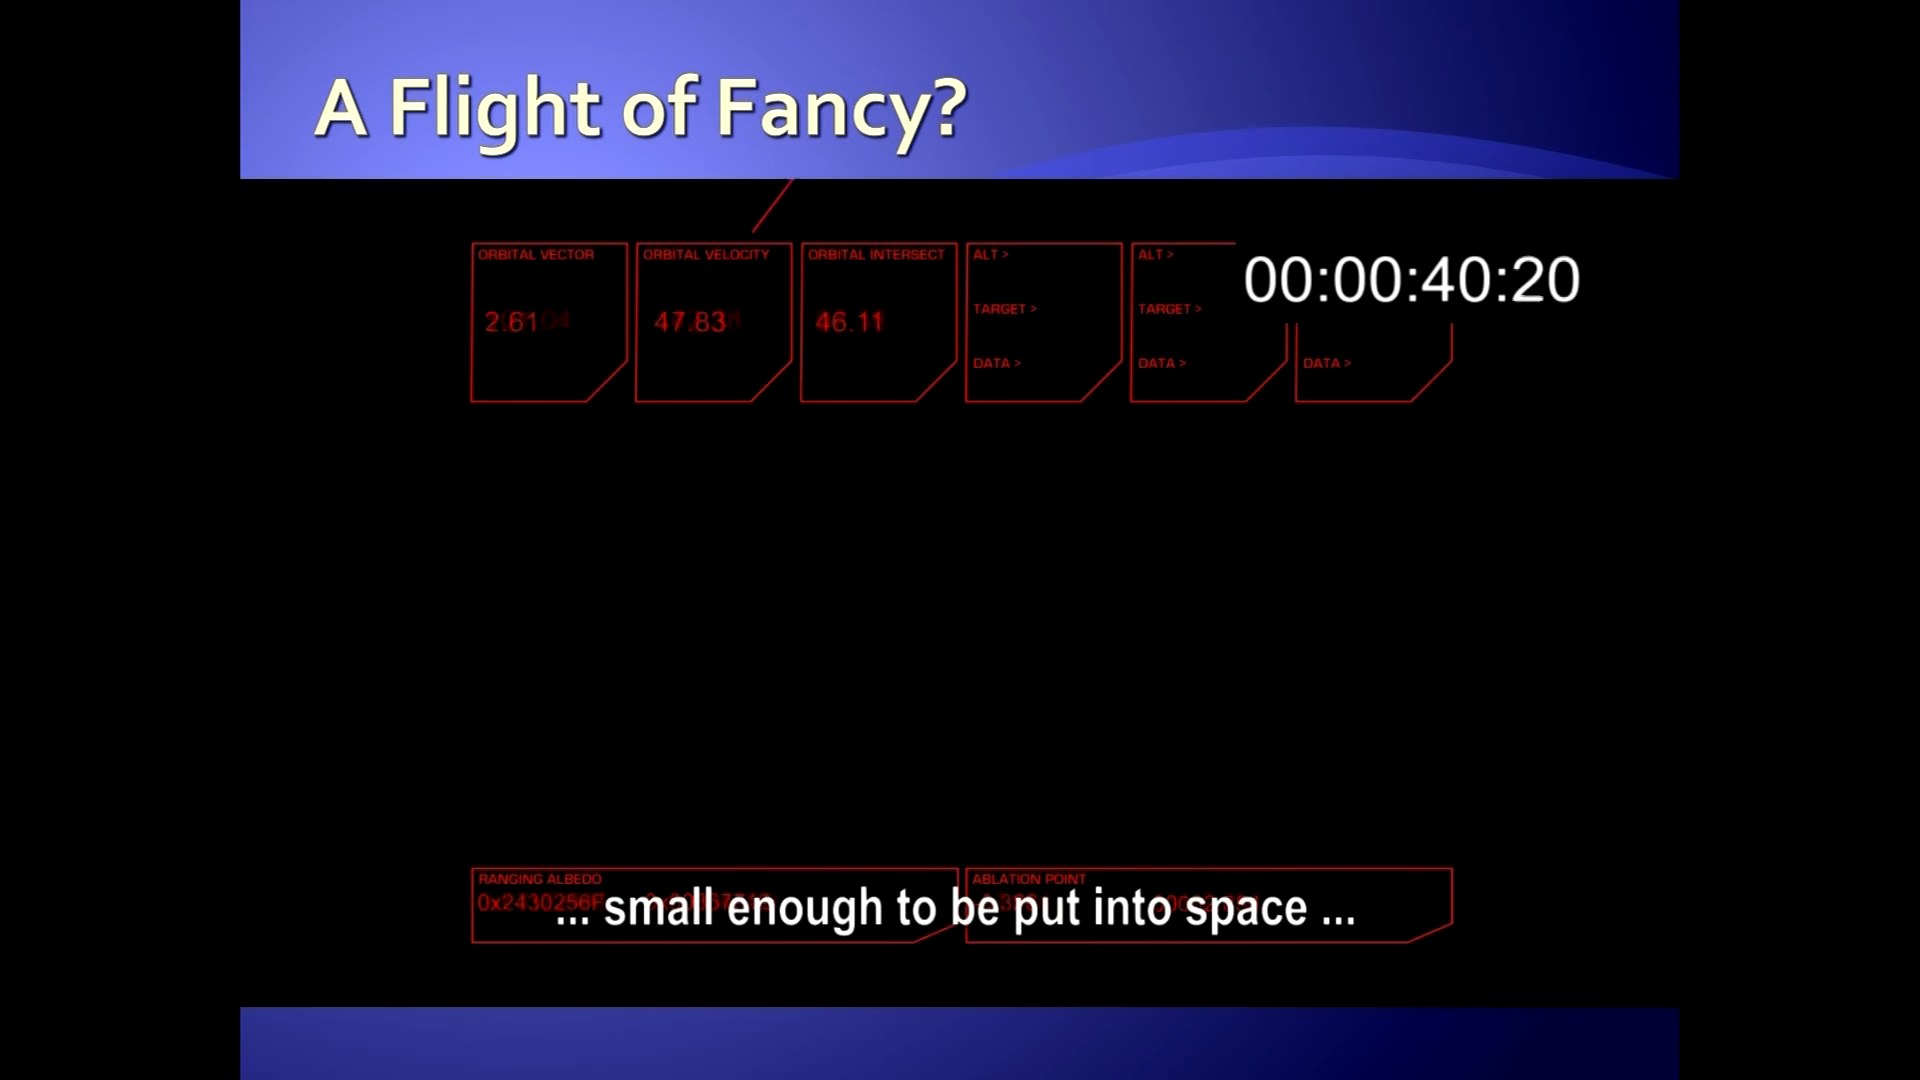 A Flight of Fancy?
ORBITAL VECTOR
2.61
ORBITAL VELOCITY
47.83
ORBITAL INTERSECT
46.11
ALT >
TARGET >
DATA >
ALT >
TARGET >
DATA >
00:00:40:20
DATA >
RANGING ALBEDO
ABLATION POINT
... small enough to be put into space ...